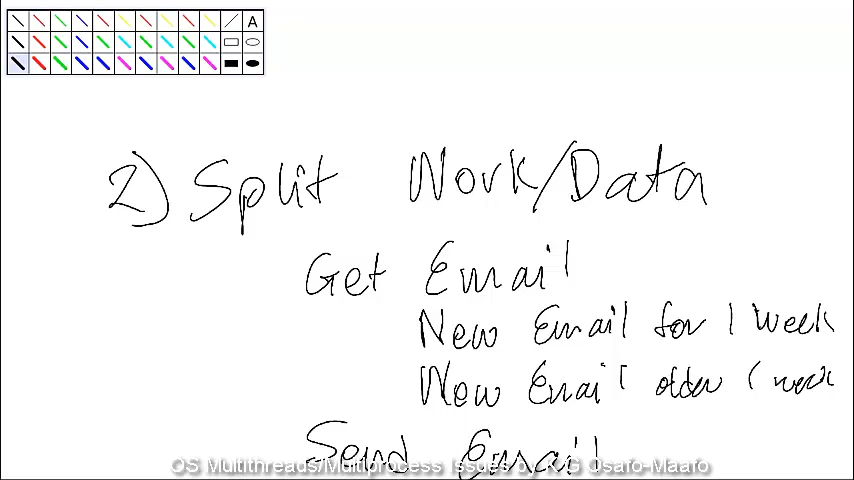 A
2) Split Work/Data
Get Email
New Email for 1 Week
New Email older 1 week
Send Email
OS Multithreads/Multiprocess Issues by K.G Osafo-Maafo